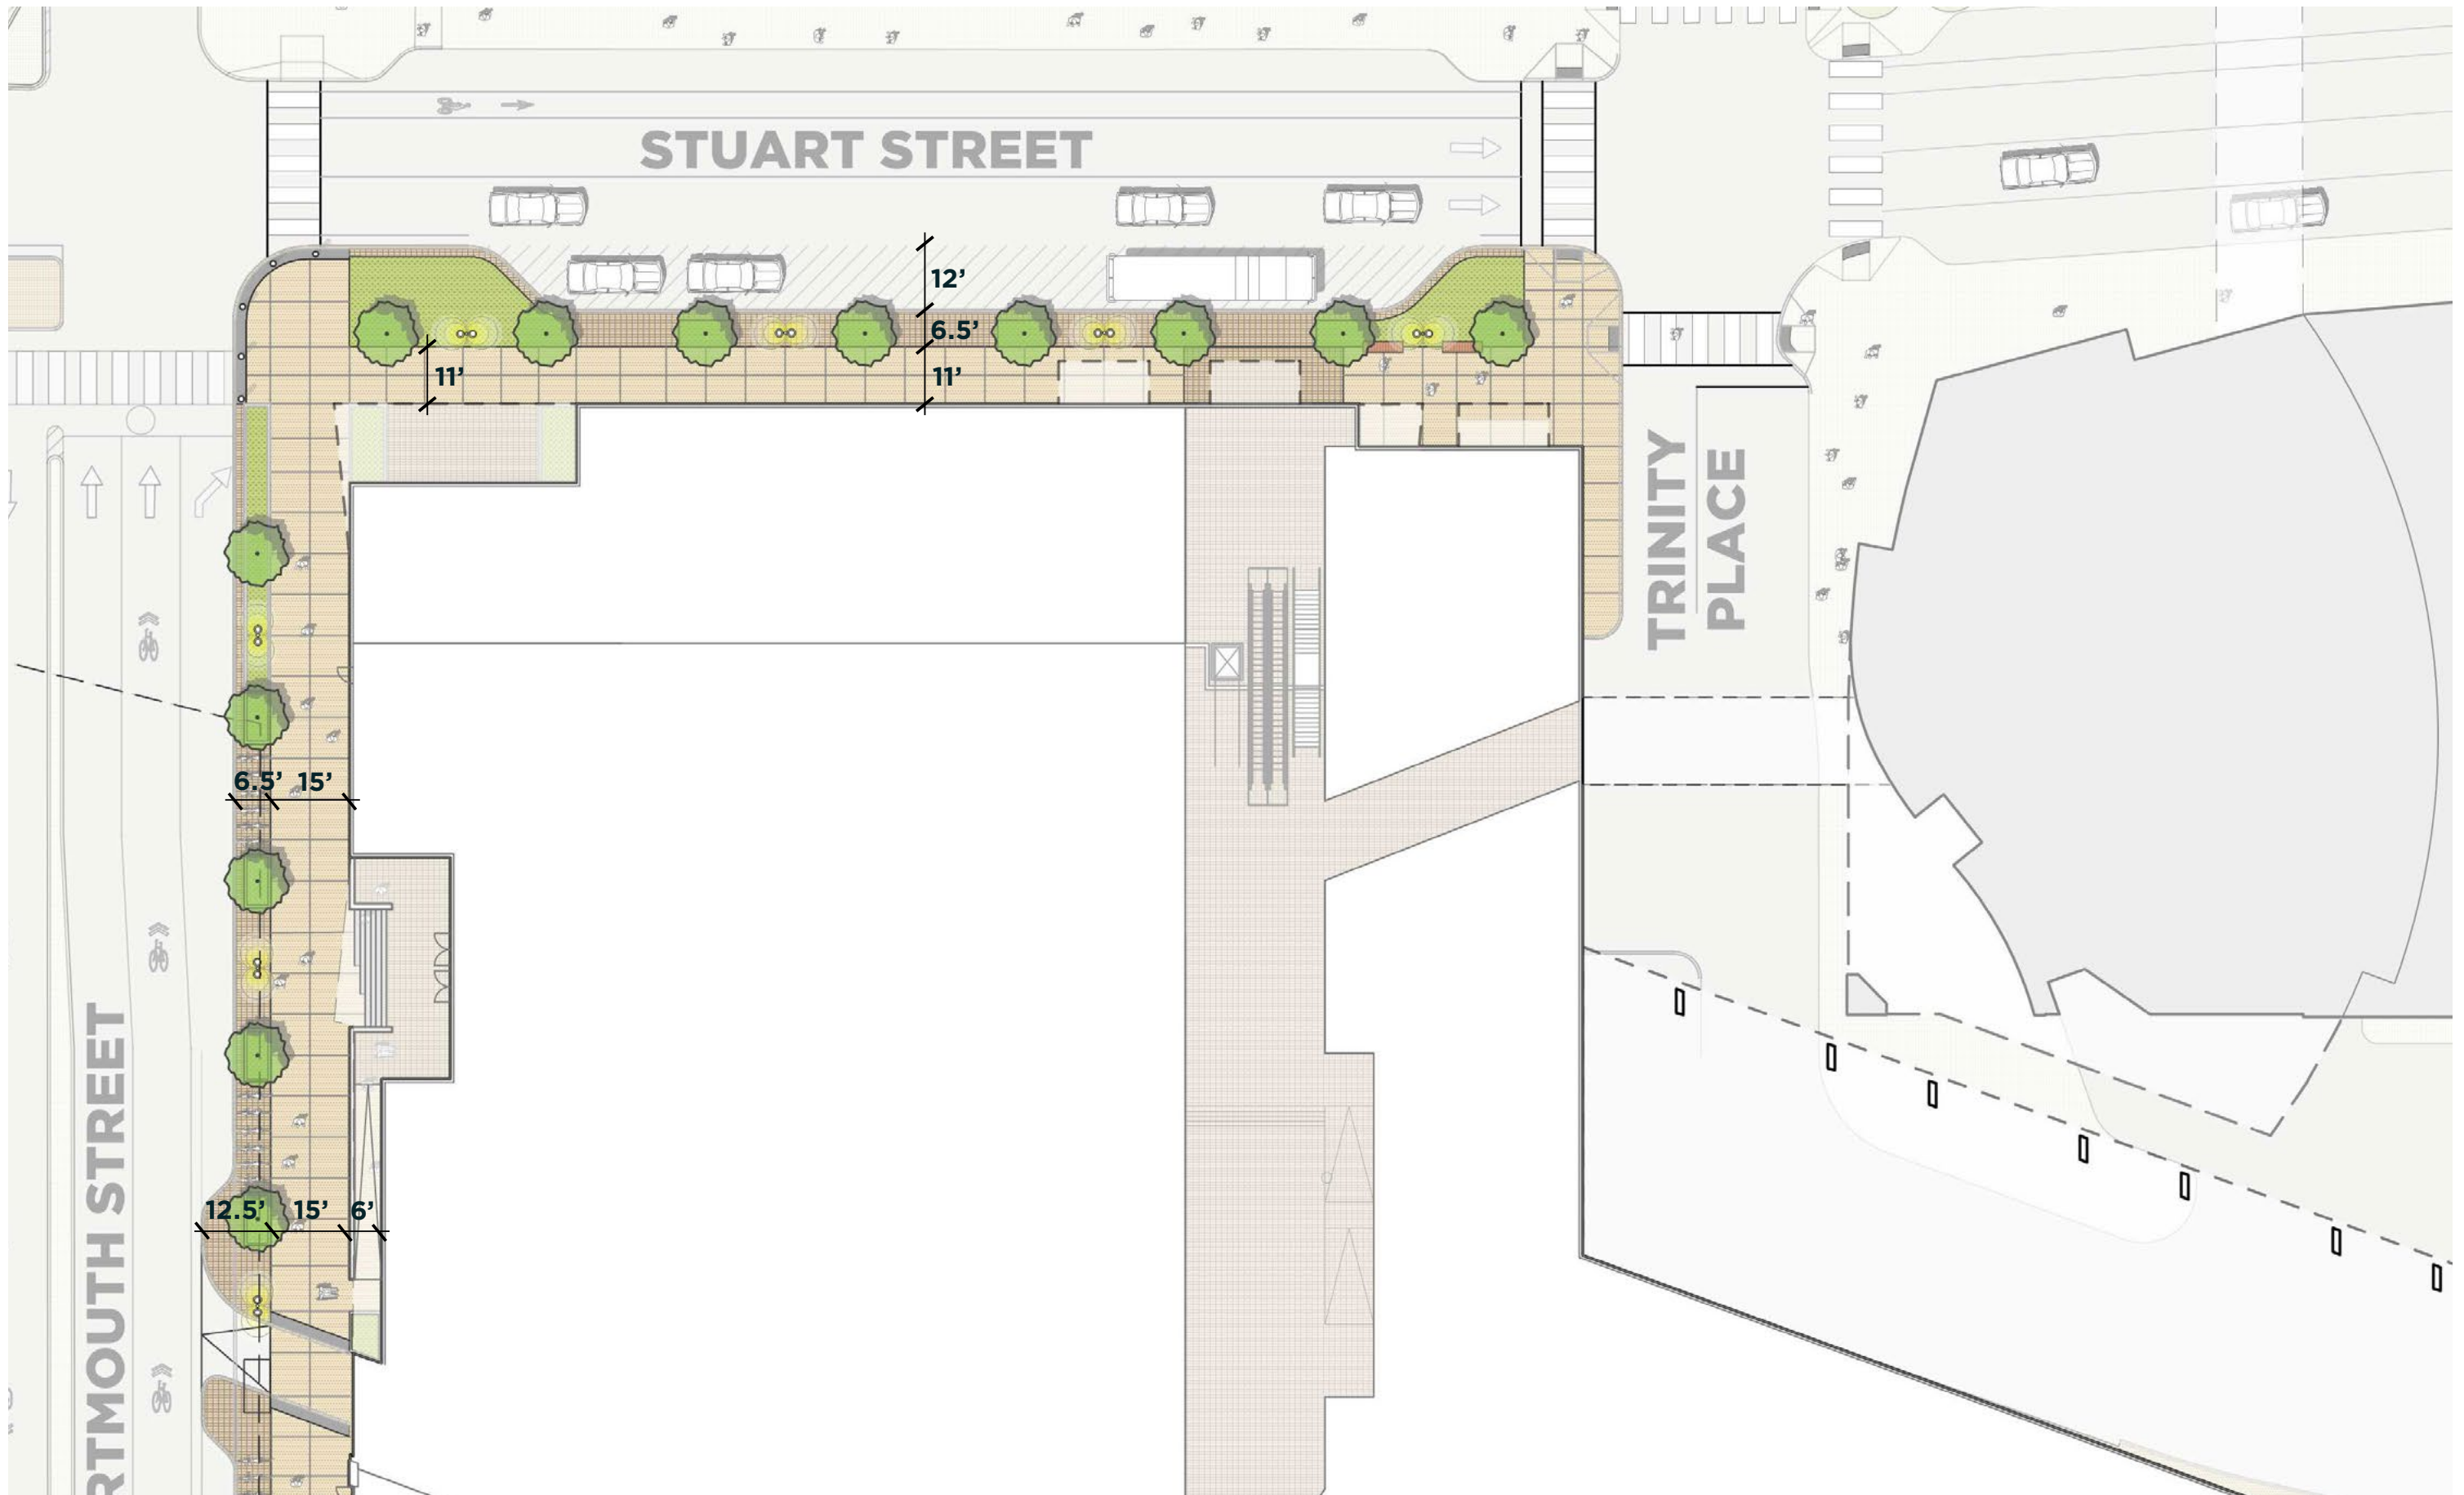 STUART STREET
12’
6.5’
11’
11’
TRINITY
PLACE
6.5’ 15’
12.5’ 15’ 6’
RTMOUTH STREET